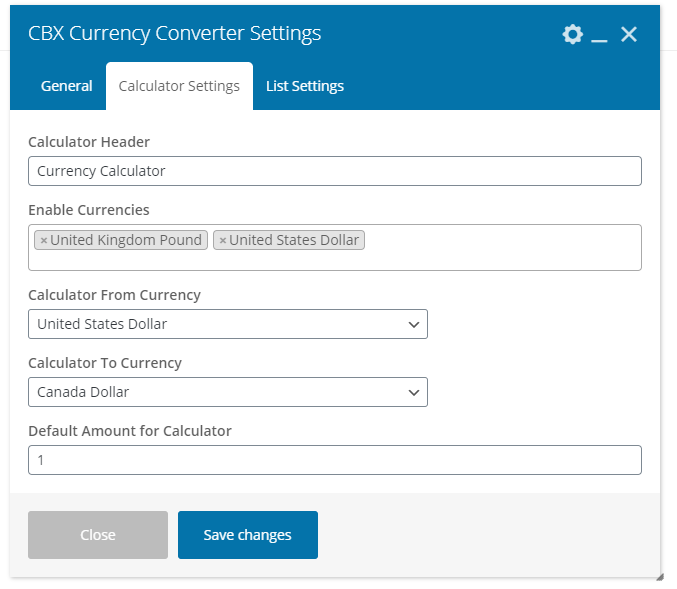 CBX Currency Converter Settings
General Calculator Settings List Settings
Calculator Header
Currency Calculator
Enable Currencies
×United Kingdom Pound ×United States Dollar
Calculator From Currency
United States Dollar
Calculator To Currency
Canada Dollar
Default Amount for Calculator
1
Close Save changes